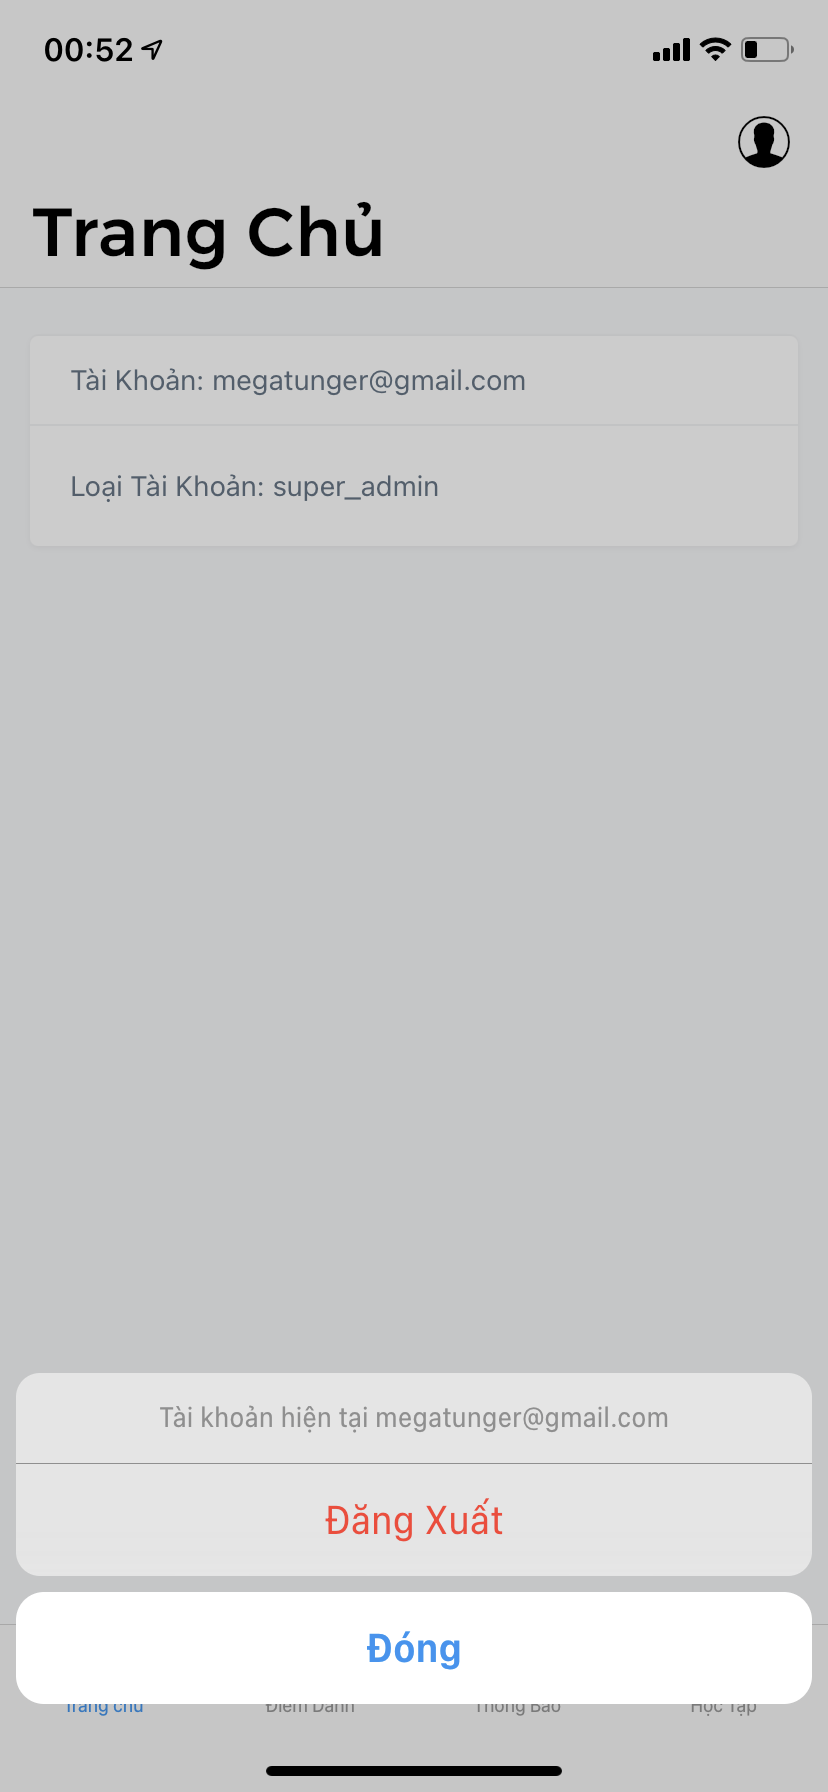 00:52
Trang Chủ
Tài Khoản: megatunger@gmail.com
Loại Tài Khoản: super_admin
Tài khoản hiện tại megatunger@gmail.com
Đăng Xuất
Đóng
Trang chủ Điểm Danh Thông Báo Học Tập